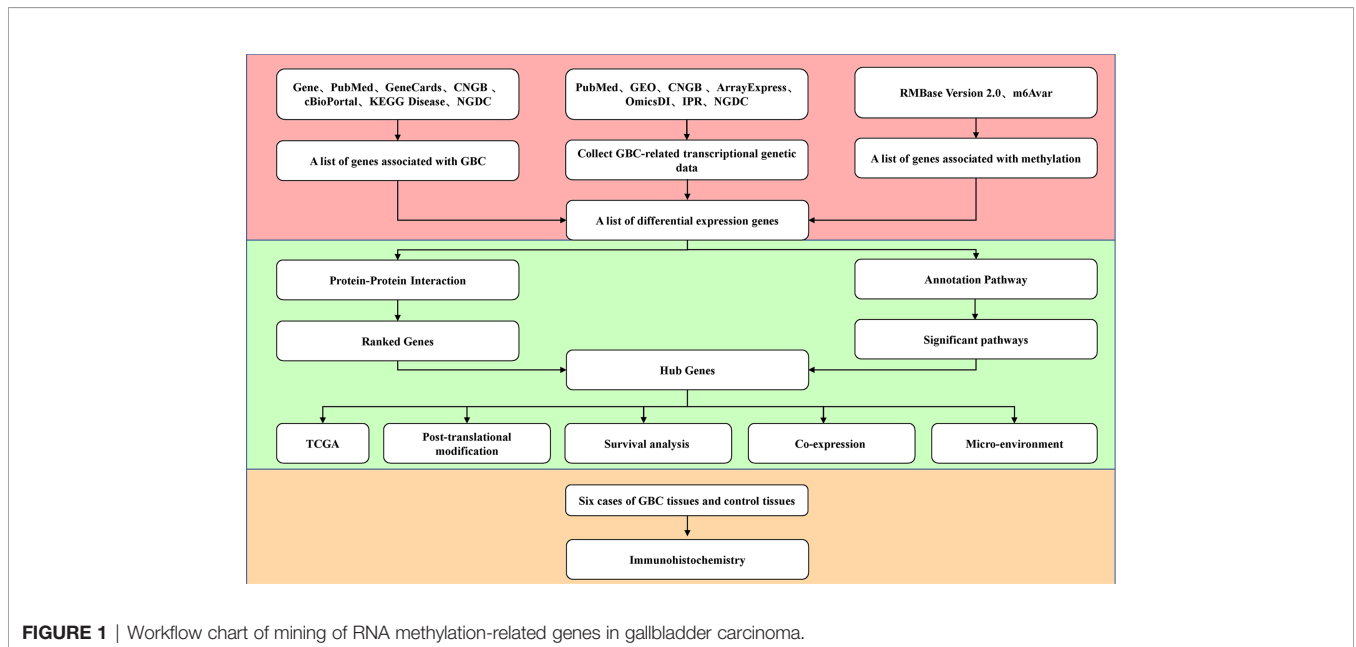 Gene、PubMed、GeneCards、CNGB 、
cBioPortal、KEGG Disease、NGDC
PubMed、GEO、CNGB 、ArrayExpress、
OmicsDI、IPR、NGDC
RMBase Version 2.0、m6Avar
A list of genes associated with GBC
Collect GBC-related transcriptional genetic
data
A list of genes associated with methylation
A list of differential expression genes
Protein-Protein Interaction
Annotation Pathway
Ranked Genes
Significant pathways
Hub Genes
TCGA
Post-translational
modification
Survival analysis
Co-expression
Micro-environment
Six cases of GBC tissues and control tissues
Immunohistochemistry
FIGURE 1 | Workflow chart of mining of RNA methylation-related genes in gallbladder carcinoma.